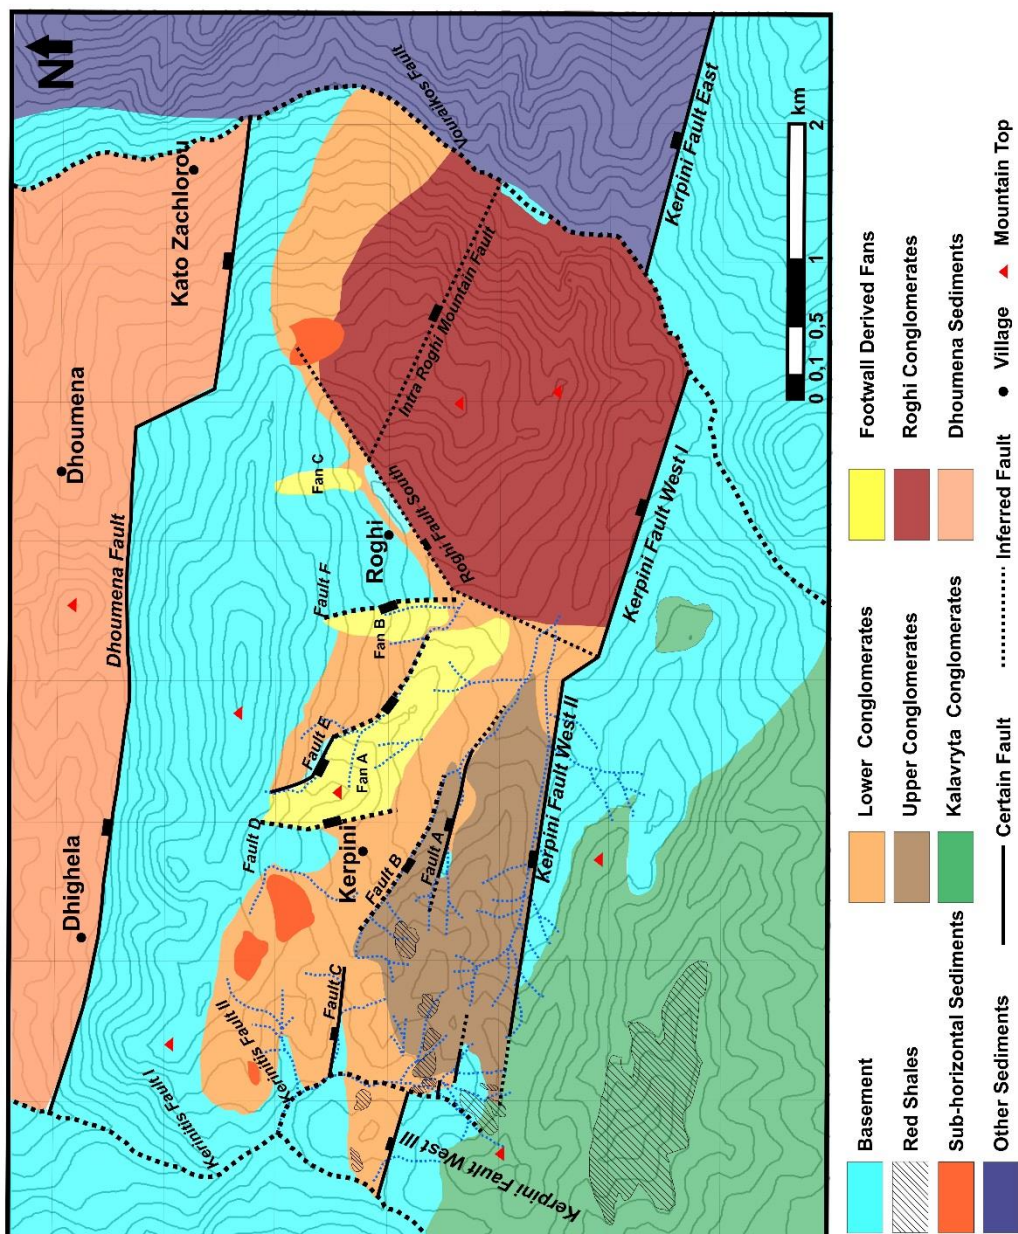 N
Vouraikos Fault
Kerpini Fault East
Kato Zachlorou
Dhoumena
Dhoumena Fault
Intra Roghi Mountain Fault
Fan C
Roghi
Roghi Fault South
Kerpini Fault West I
Fault F
Fan B
Fault E
Fan A
Fault D
Kerpini
Fault B
Fault A
Kerpini Fault West II
Dhighela
Fault C
Kerinitis Fault II
Kerinitis Fault I
Kerpini Fault West III
0 0,1 0,5 1 2
km
Basement
Lower Conglomerates
Footwall Derived Fans
Red Shales
Upper Conglomerates
Roghi Conglomerates
Sub-horizontal Sediments
Kalavryta Conglomerates
Dhoumena Sediments
Other Sediments
Certain Fault
Inferred Fault
Village
Mountain Top